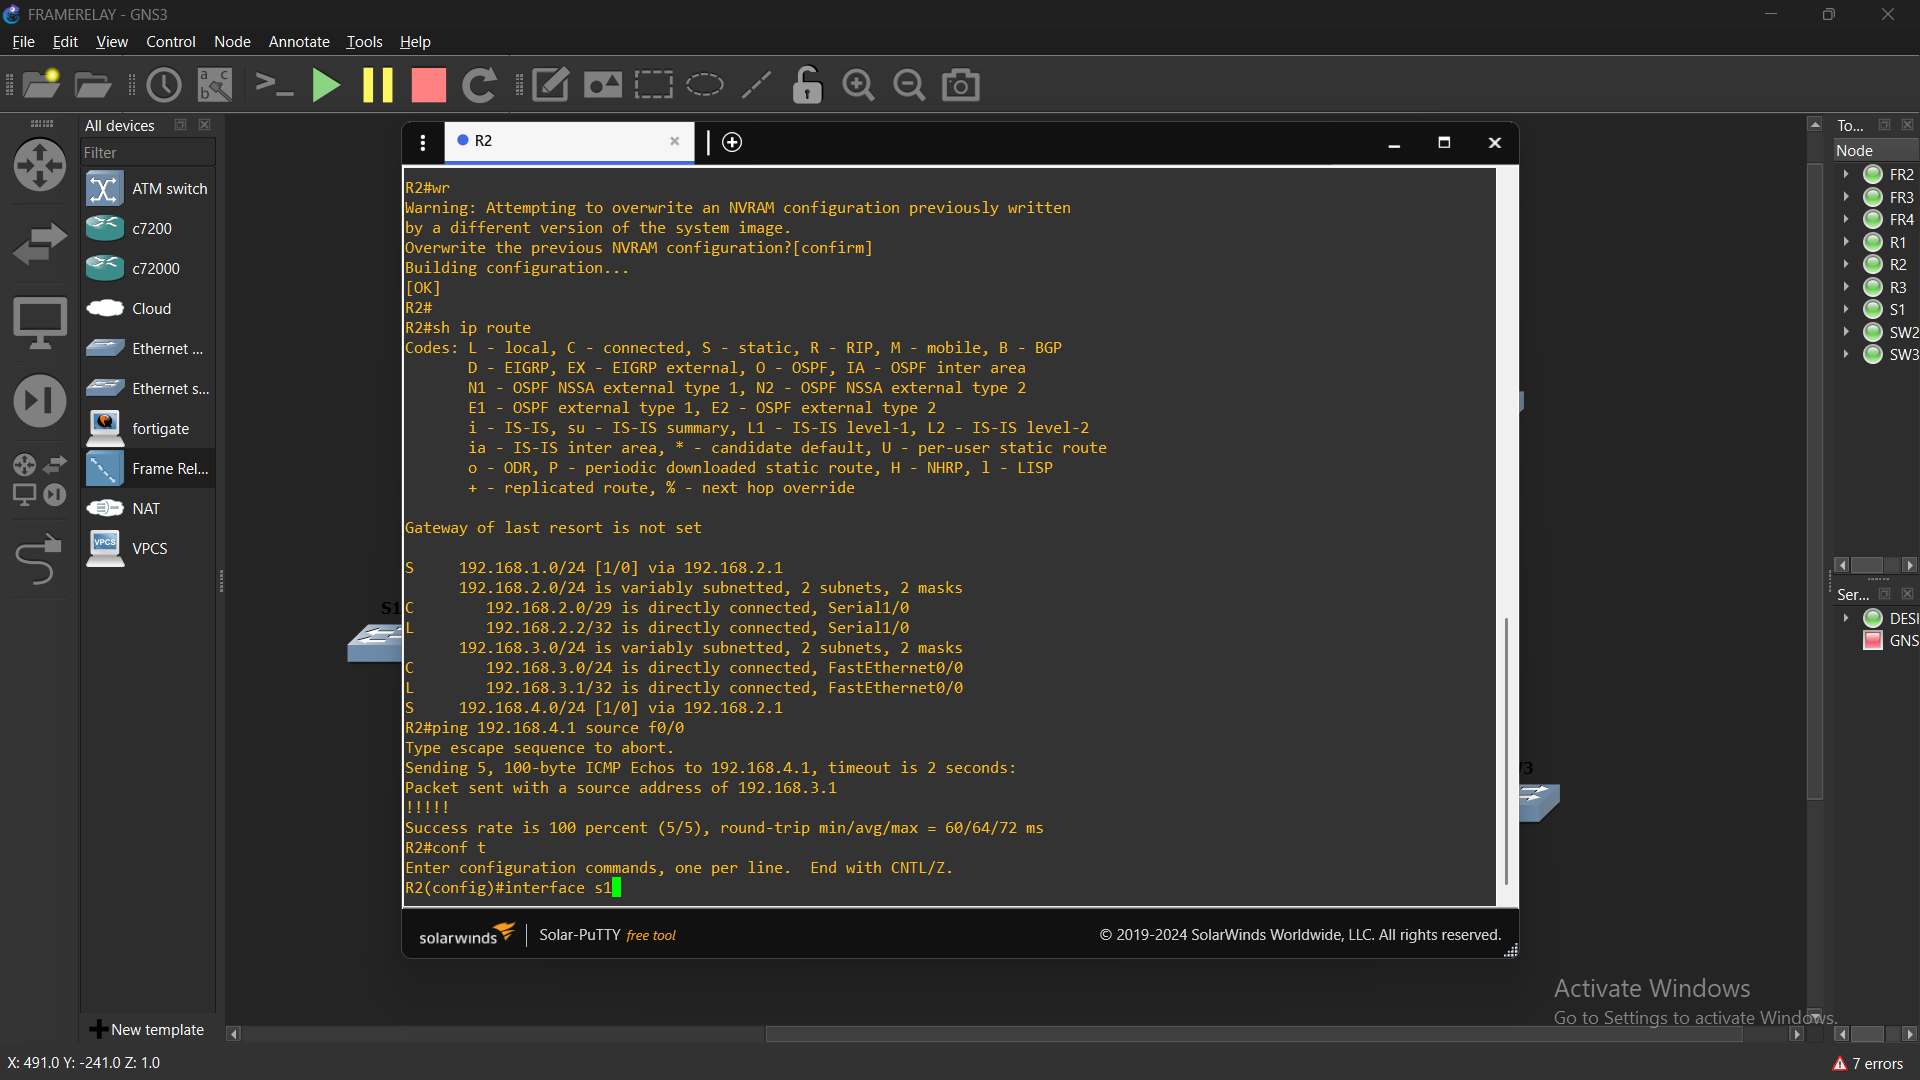 FRAMERELAY - GNS3
File Edit View Control Node Annotate Tools Help
All devices
Filter
ATM switch
c7200
c72000
Cloud
Ethernet ...
Ethernet s...
fortigate
Frame Rel...
NAT
VPCS
New template
S1
R2
R2#wr
Warning: Attempting to overwrite an NVRAM configuration previously written
by a different version of the system image.
Overwrite the previous NVRAM configuration?[confirm]
Building configuration...
[OK]
R2#
R2#sh ip route
Codes: L - local, C - connected, S - static, R - RIP, M - mobile, B - BGP
D - EIGRP, EX - EIGRP external, O - OSPF, IA - OSPF inter area
N1 - OSPF NSSA external type 1, N2 - OSPF NSSA external type 2
E1 - OSPF external type 1, E2 - OSPF external type 2
i - IS-IS, su - IS-IS summary, L1 - IS-IS level-1, L2 - IS-IS level-2
ia - IS-IS inter area, * - candidate default, U - per-user static route
o - ODR, P - periodic downloaded static route, H - NHRP, l - LISP
+ - replicated route, % - next hop override
Gateway of last resort is not set
S 192.168.1.0/24 [1/0] via 192.168.2.1
192.168.2.0/24 is variably subnetted, 2 subnets, 2 masks
C 192.168.2.0/29 is directly connected, Serial1/0
L 192.168.2.2/32 is directly connected, Serial1/0
192.168.3.0/24 is variably subnetted, 2 subnets, 2 masks
C 192.168.3.0/24 is directly connected, FastEthernet0/0
L 192.168.3.1/32 is directly connected, FastEthernet0/0
S 192.168.4.0/24 [1/0] via 192.168.2.1
R2#ping 192.168.4.1 source f0/0
Type escape sequence to abort.
Sending 5, 100-byte ICMP Echos to 192.168.4.1, timeout is 2 seconds:
Packet sent with a source address of 192.168.3.1
!!!!!
Success rate is 100 percent (5/5), round-trip min/avg/max = 60/64/72 ms
R2#conf t
Enter configuration commands, one per line.  End with CNTL/Z.
R2(config)#interface s1
solarwinds
Solar-PuTTY free tool
© 2019-2024 SolarWinds Worldwide, LLC. All rights reserved.
To...
Node
FR2
FR3
FR4
R1
R2
R3
S1
SW2
SW3
Ser...
DESI
GNS
Activate Windows
Go to Settings to activate Windows.
X: 491.0 Y: -241.0 Z: 1.0
7 errors